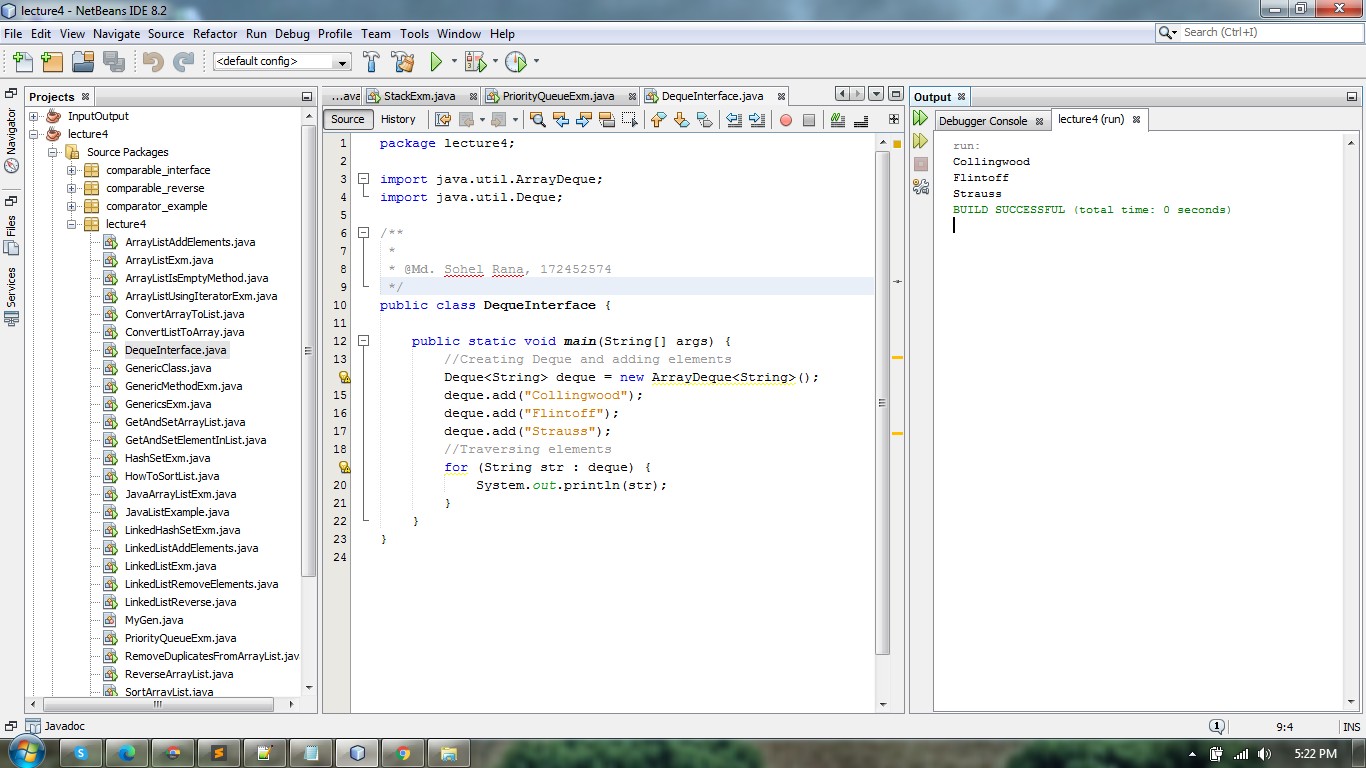 lecture4 - NetBeans IDE 8.2
File Edit View Navigate Source Refactor Run Debug Profile Team Tools Window Help
Search (Ctrl+I)
<default config>
Navigator
Files
Services
Projects
InputOutput
lecture4
Source Packages
comparable_interface
comparable_reverse
comparator_example
lecture4
ArrayListAddElements.java
ArrayListExm.java
ArrayListIsEmptyMethod.java
ArrayListUsingIteratorExm.java
ConvertArrayToList.java
ConvertListToArray.java
DequeInterface.java
GenericClass.java
GenericMethodExm.java
GenericsExm.java
GetAndSetArrayList.java
GetAndSetElementInList.java
HashSetExm.java
HowToSortList.java
JavaArrayListExm.java
JavaListExample.java
LinkedHashSetExm.java
LinkedListAddElements.java
LinkedListExm.java
LinkedListRemoveElements.java
LinkedListReverse.java
MyGen.java
PriorityQueueExm.java
RemoveDuplicatesFromArrayList.java
ReverseArrayList.java
SortArrayList.java
...ava StackExm.java PriorityQueueExm.java DequeInterface.java
Source History
1 package lecture4;
2
3 import java.util.ArrayDeque;
4 import java.util.Deque;
5
6 /**
7 *
8 * @Md. Sohel Rana, 172452574
9 */
10 public class DequeInterface {
11
12 public static void main(String[] args) {
13 //Creating Deque and adding elements
Deque<String> deque = new ArrayDeque<String>();
15 deque.add("Collingwood");
16 deque.add("Flintoff");
17 deque.add("Strauss");
18 //Traversing elements
for (String str : deque) {
20 System.out.println(str);
21 }
22 }
23 }
24
Output
Debugger Console lecture4 (run)
run:
Collingwood
Flintoff
Strauss
BUILD SUCCESSFUL (total time: 0 seconds)
Javadoc
1
9:4 INS
5:22 PM